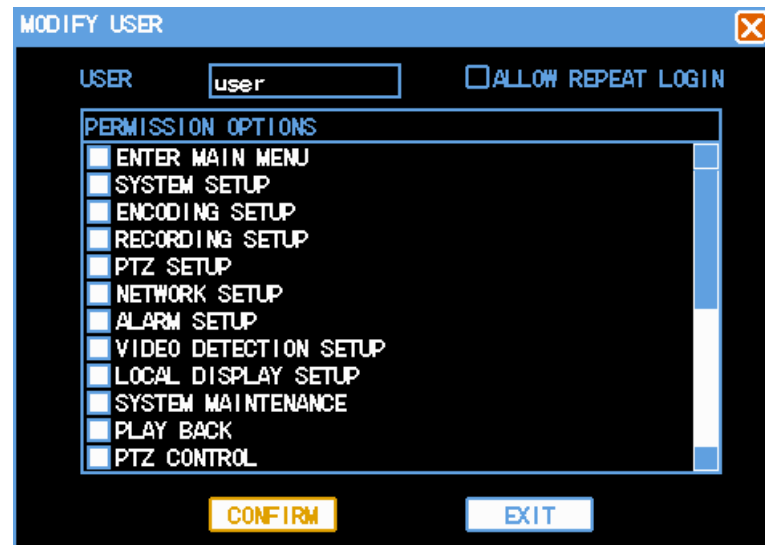 MODIFY USER
USER user ALLOW REPEAT LOGIN
PERMISSION OPTIONS
ENTER MAIN MENU
SYSTEM SETUP
ENCODING SETUP
RECORDING SETUP
PTZ SETUP
NETWORK SETUP
ALARM SETUP
VIDEO DETECTION SETUP
LOCAL DISPLAY SETUP
SYSTEM MAINTENANCE
PLAY BACK
PTZ CONTROL
CONFIRM EXIT